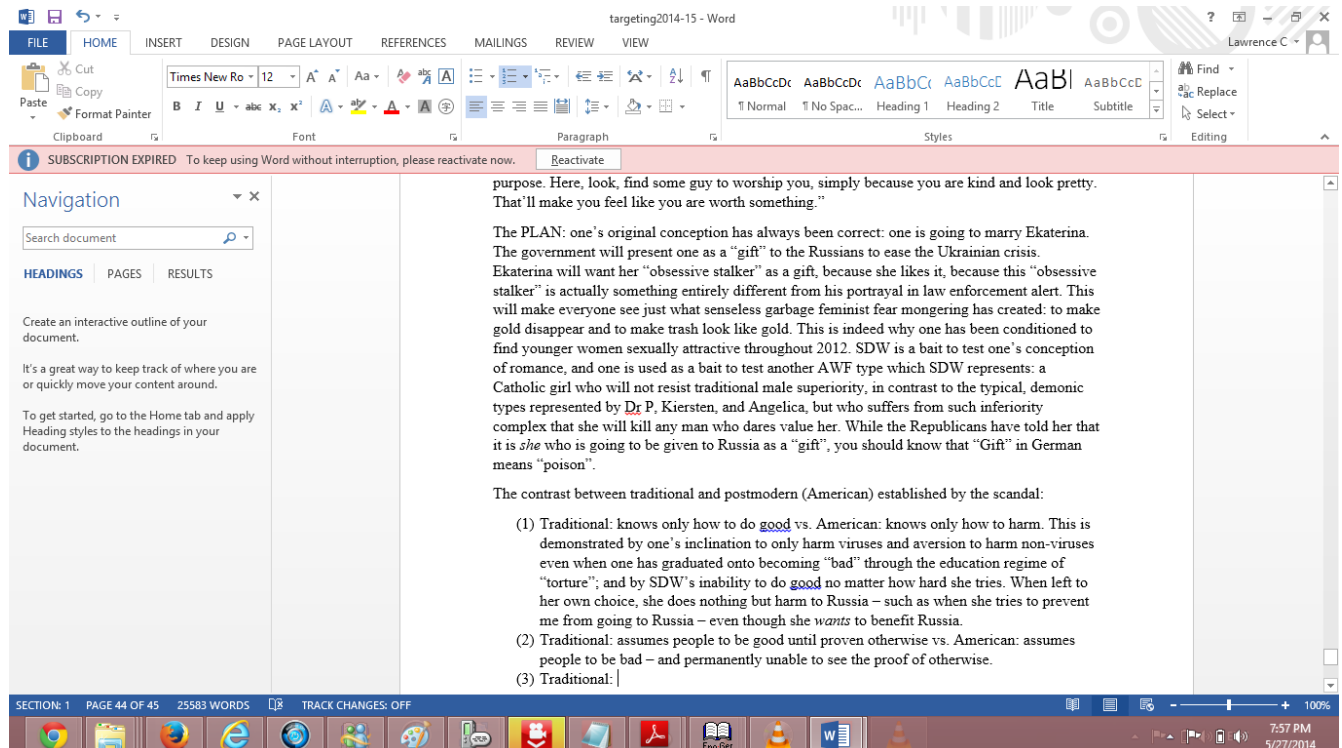 targeting2014-15 - Word
FILE HOME INSERT DESIGN PAGE LAYOUT REFERENCES MAILINGS REVIEW VIEW
Lawrence C
Cut
Copy
Paste
Format Painter
Times New Ro 12
AaBbCcDc AaBbCcDc AaBbC( AaBbCcE AaB| AaBbCcC
¶ Normal ¶ No Spac... Heading 1 Heading 2 Title Subtitle
Find
Replace
Select
Clipboard Font Paragraph Styles Editing
SUBSCRIPTION EXPIRED To keep using Word without interruption, please reactivate now. Reactivate
Navigation
Search document
HEADINGS PAGES RESULTS
Create an interactive outline of your
document.
It's a great way to keep track of where you are
or quickly move your content around.
To get started, go to the Home tab and apply
Heading styles to the headings in your
document.
purpose. Here, look, find some guy to worship you, simply because you are kind and look pretty.
That'll make you feel like you are worth something.”
The PLAN: one’s original conception has always been correct: one is going to marry Ekaterina.
The government will present one as a “gift” to the Russians to ease the Ukrainian crisis.
Ekaterina will want her “obsessive stalker” as a gift, because she likes it, because this “obsessive
stalker” is actually something entirely different from his portrayal in law enforcement alert. This
will make everyone see just what senseless garbage feminist fear mongering has created: to make
gold disappear and to make trash look like gold. This is indeed why one has been conditioned to
find younger women sexually attractive throughout 2012. SDW is a bait to test one’s conception
of romance, and one is used as a bait to test another AWF type which SDW represents: a
Catholic girl who will not resist traditional male superiority, in contrast to the typical, demonic
types represented by Dr P, Kiersten, and Angelica, but who suffers from such inferiority
complex that she will kill any man who dares value her. While the Republicans have told her that
it is she who is going to be given to Russia as a “gift”, you should know that “Gift” in German
means “poison”.
The contrast between traditional and postmodern (American) established by the scandal:
(1) Traditional: knows only how to do good vs. American: knows only how to harm. This is
demonstrated by one’s inclination to only harm viruses and aversion to harm non-viruses
even when one has graduated onto becoming “bad” through the education regime of
“torture”; and by SDW’s inability to do good no matter how hard she tries. When left to
her own choice, she does nothing but harm to Russia – such as when she tries to prevent
me from going to Russia – even though she wants to benefit Russia.
(2) Traditional: assumes people to be good until proven otherwise vs. American: assumes
people to be bad – and permanently unable to see the proof of otherwise.
(3) Traditional:
SECTION: 1 PAGE 44 OF 45 25583 WORDS TRACK CHANGES: OFF 100%
7:57 PM
5/27/2014